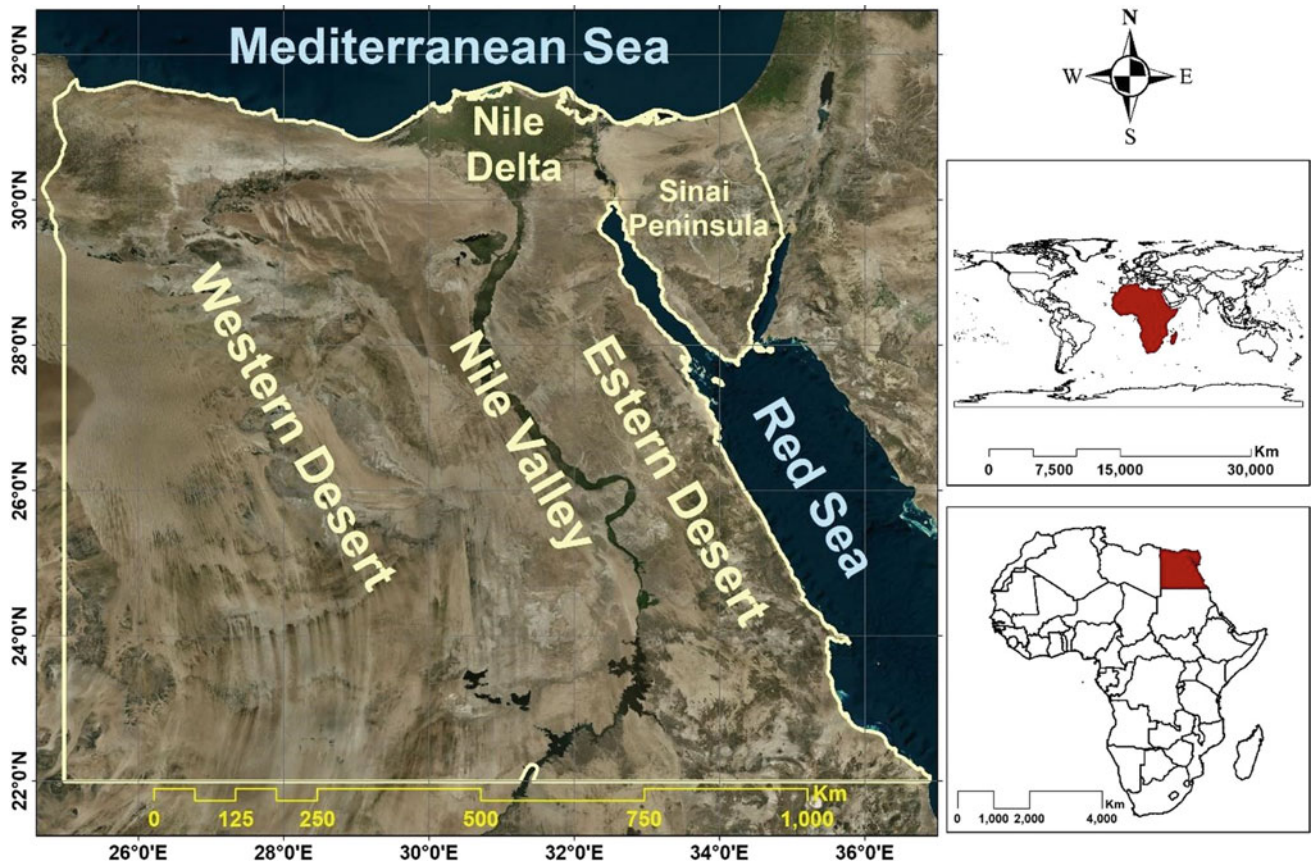 Mediterranean Sea
Nile
Delta
Sinai
Peninsula
Western Desert
Nile Valley
Estern Desert
Red Sea
32°0'N
30°0'N
28°0'N
26°0'N
24°0'N
22°0'N
Km
0 125 250 500 750 1,000
26°0'E 28°0'E 30°0'E 32°0'E 34°0'E 36°0'E
N
W E
S
Km
0 7,500 15,000 30,000
Km
0 1,000 2,000 4,000